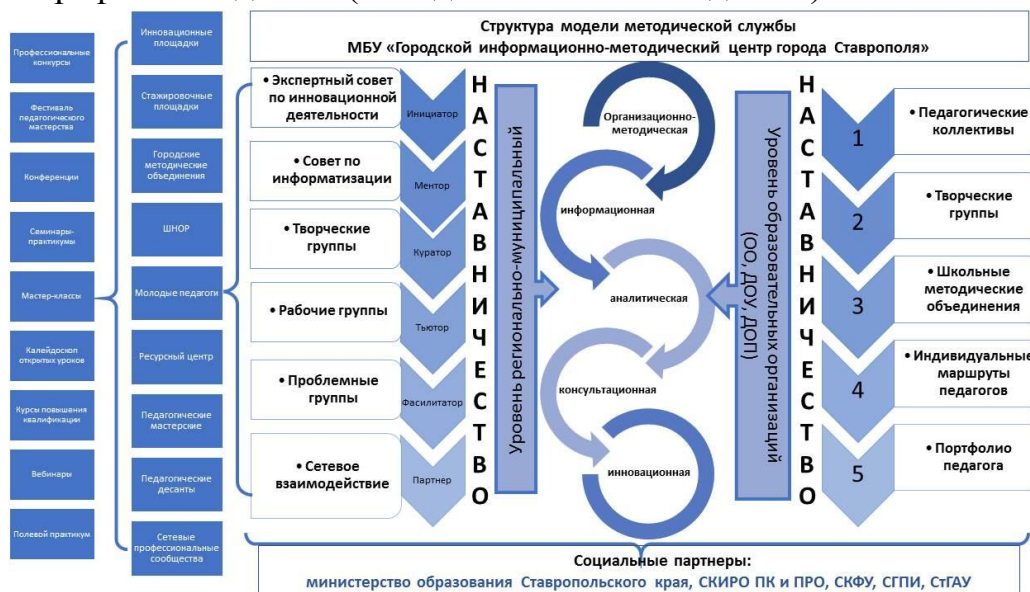 Структура модели методической службы
МБУ «Городской информационно-методический центр города Ставрополя»
Профессиональные
конкурсы
Фестиваль
педагогического
мастерства
Конференции
Семинары-
практикумы
Мастер-классы
Калейдоскоп
открытых уроков
Курсы повышения
квалификации
Вебинары
Полевой практикум
Инновационные
площадки
Стажировочные
площадки
Городские
методические
объединения
ШНОР
Молодые педагоги
Ресурсный центр
Педагогические
мастерские
Педагогические
десанты
Сетевые
профессиональные
сообщества
• Экспертный совет
по инновационной
деятельности
• Совет по
информатизации
• Творческие
группы
• Рабочие группы
• Проблемные
группы
• Сетевое
взаимодействие
Инициатор
Ментор
Куратор
Тьютор
Фасилитатор
Партнер
НАСТАВНИЧЕСТВО
Уровень регионально-муниципальный
Организационно-
методическая
информационная
аналитическая
консультационная
инновационная
Уровень образовательных организаций
(ОО, ДОУ, ДОП)
НАСТАВНИЧЕСТВО
1
2
3
4
5
• Педагогические
коллективы
• Творческие
группы
• Школьные
методические
объединения
• Индивидуальные
маршруты
педагогов
• Портфолио
педагога
Социальные партнеры:
министерство образования Ставропольского края, СКИРО ПК и ПРО, СКФУ, СГПИ, СтГАУ